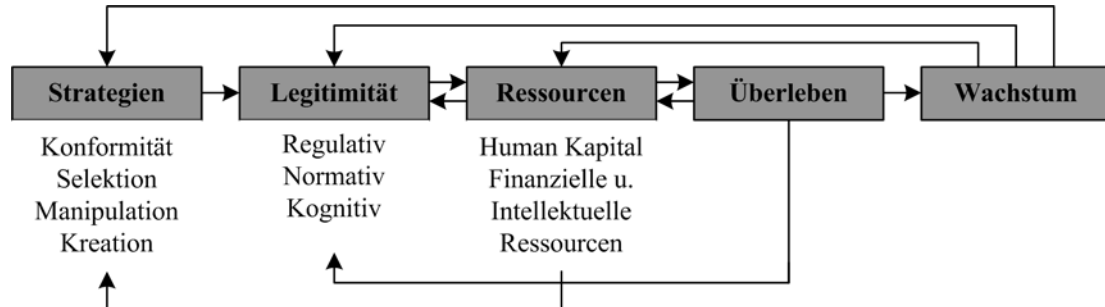 Strategien
Legitimität
Ressourcen
Überleben
Wachstum
Konformität
Selektion
Manipulation
Kreation
Regulativ
Normativ
Kognitiv
Human Kapital
Finanzielle u.
Intellektuelle
Ressourcen